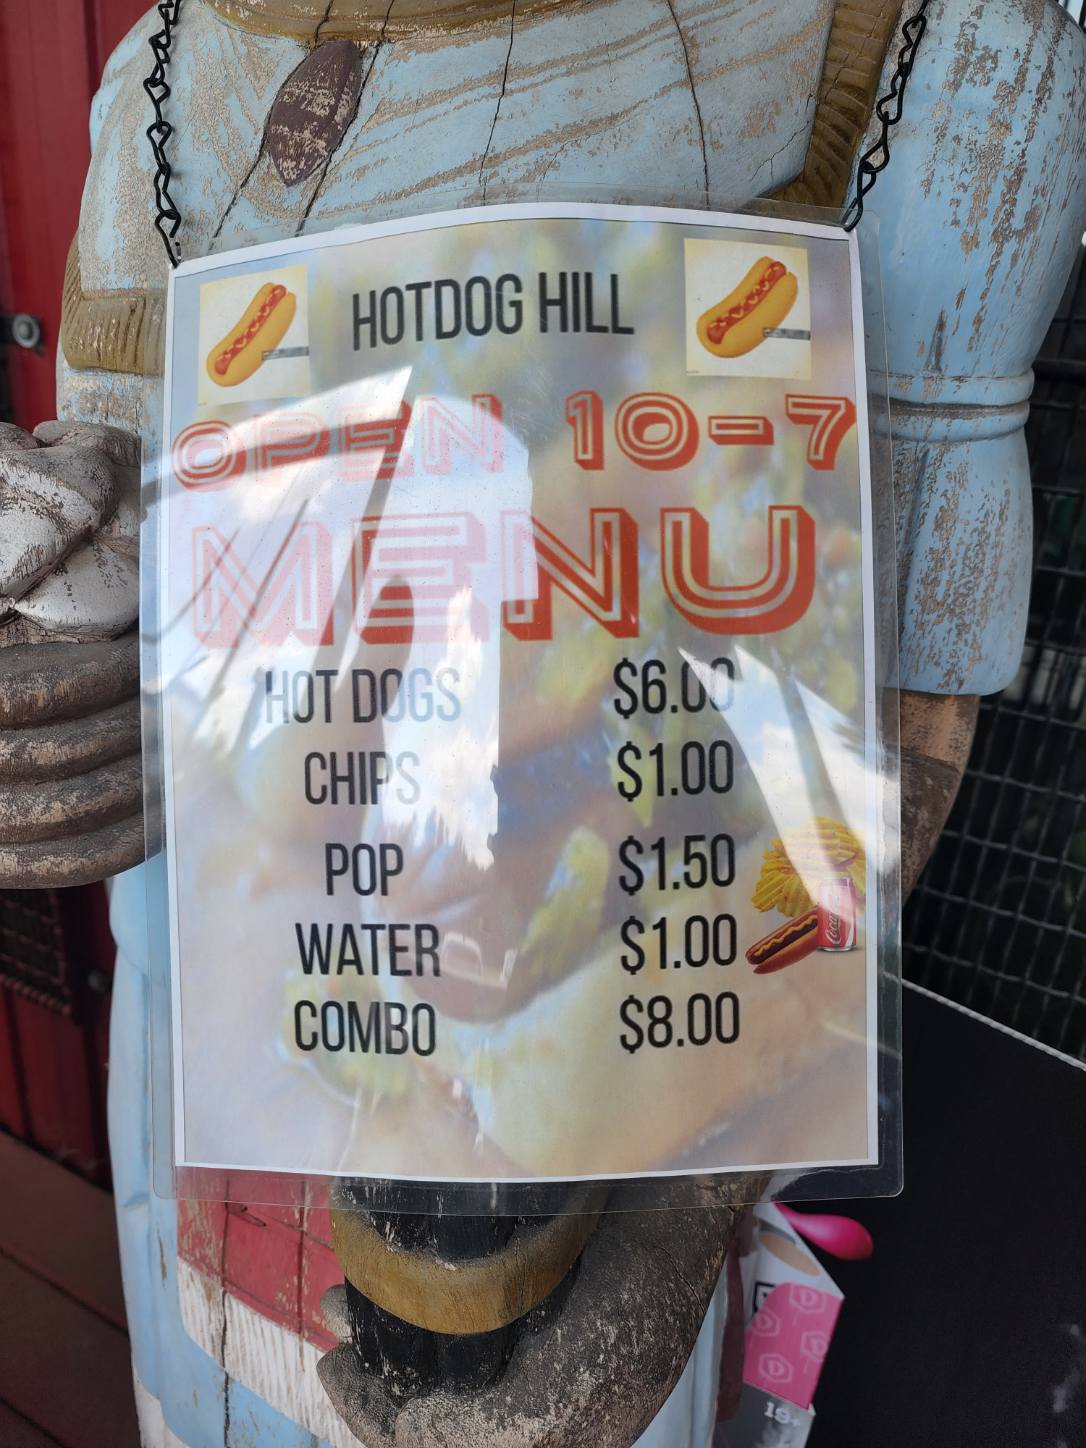 HOTDOG HILL
OPEN 10-7
MENU
HOT DOGS $6.00
CHIPS $1.00
POP $1.50
WATER $1.00
COMBO $8.00
19+